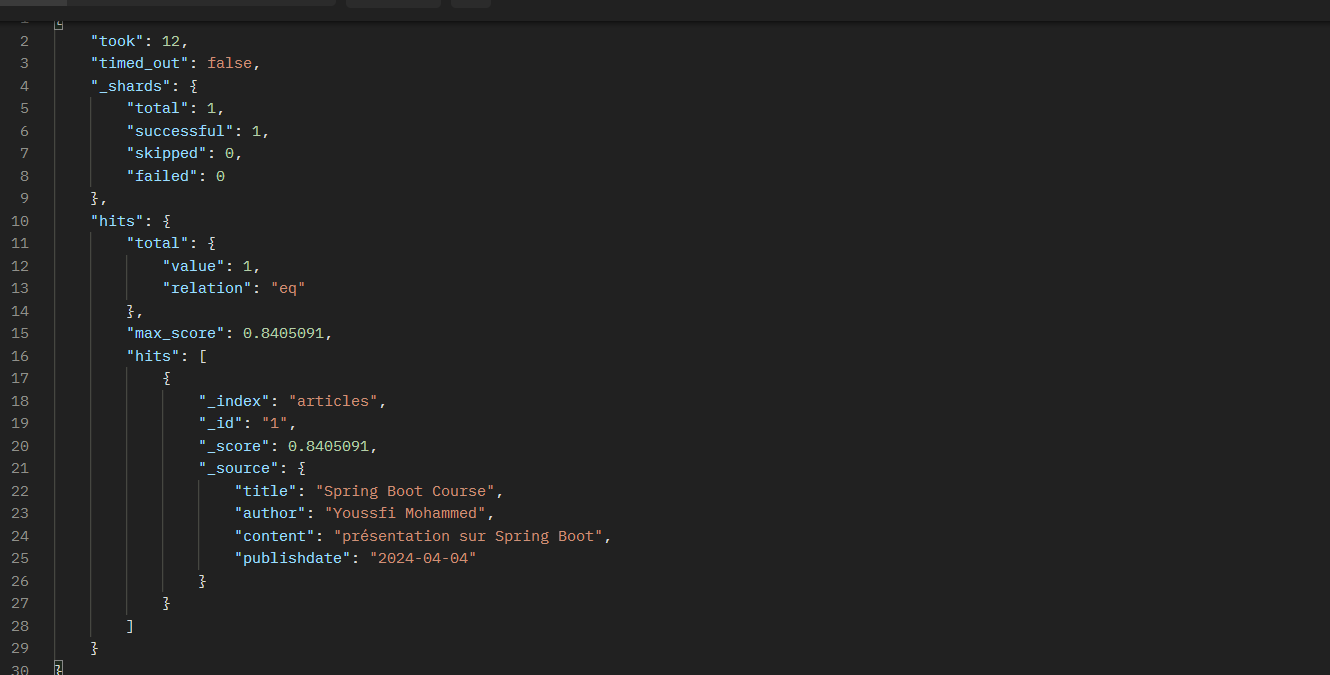 1 {
2 "took": 12,
3 "timed_out": false,
4 "_shards": {
5 "total": 1,
6 "successful": 1,
7 "skipped": 0,
8 "failed": 0
9 },
10 "hits": {
11 "total": {
12 "value": 1,
13 "relation": "eq"
14 },
15 "max_score": 0.8405091,
16 "hits": [
17 {
18 "_index": "articles",
19 "_id": "1",
20 "_score": 0.8405091,
21 "_source": {
22 "title": "Spring Boot Course",
23 "author": "Youssfi Mohammed",
24 "content": "présentation sur Spring Boot",
25 "publishdate": "2024-04-04"
26 }
27 }
28 ]
29 }
30 }